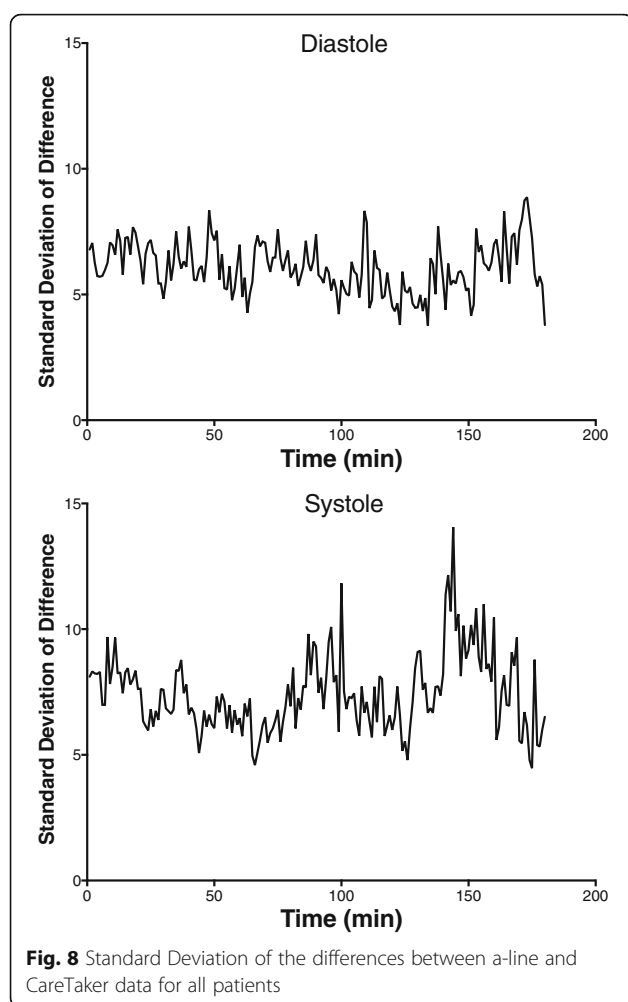 Diastole
15
10
5
0
Standard Deviation of Difference
0 50 100 150 200
Time (min)
Systole
15
10
5
0
Standard Deviation of Difference
0 50 100 150 200
Time (min)
Fig. 8 Standard Deviation of the differences between a-line and
CareTaker data for all patients